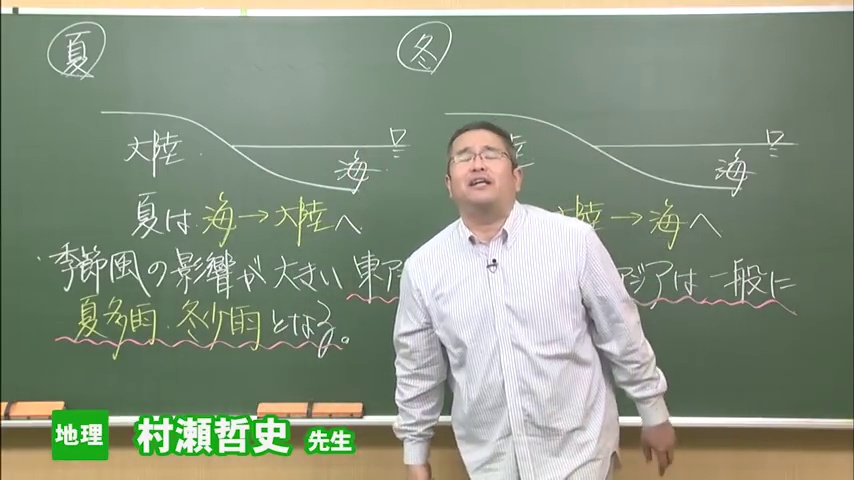 夏
冬
大陸
海
陸
海
夏は海→大陸へ
大陸→海へ
季節風の影響が大きい東ア
アジアは一般に
夏多雨・冬少雨となる。
地理
村瀬哲史 先生